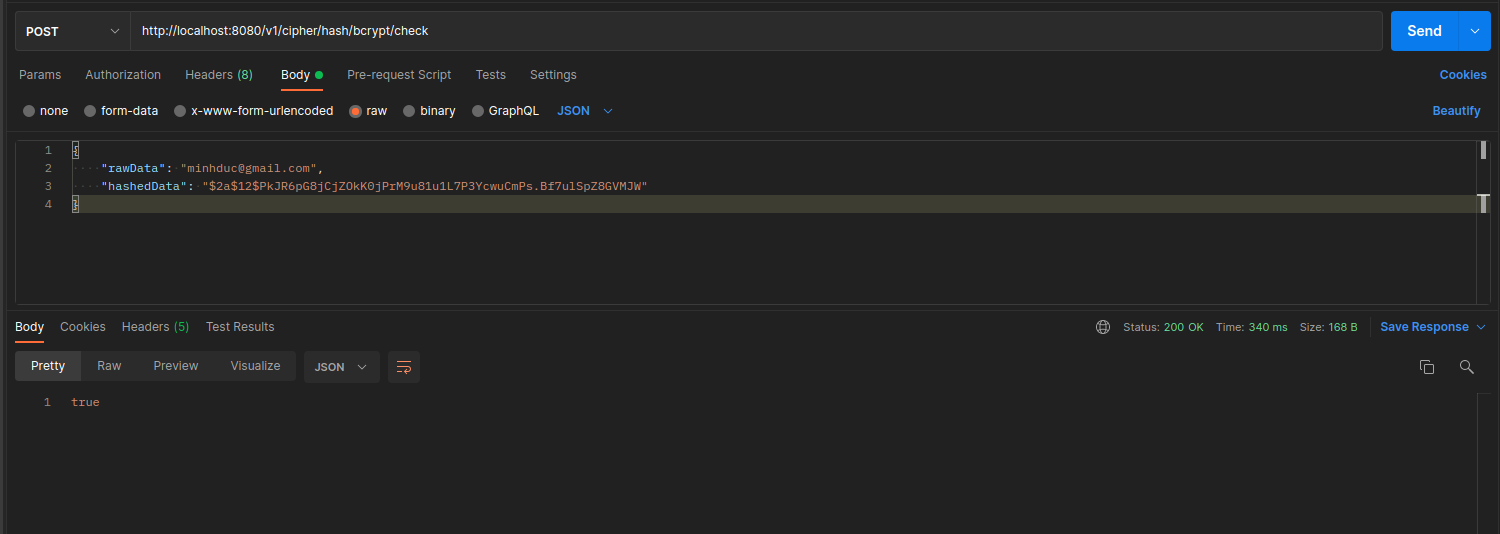 POST http://localhost:8080/v1/cipher/hash/bcrypt/check Send
Params Authorization Headers (8) Body Pre-request Script Tests Settings Cookies
none form-data x-www-form-urlencoded raw binary GraphQL JSON Beautify
1 {
2 "rawData": "minhduc@gmail.com",
3 "hashedData": "$2a$12$PkJR6pG8jCjZOkK0jPrM9u81u1L7P3YcwuCmPs.Bf7ulSpZ8GVMJW"
4 }
Body Cookies Headers (5) Test Results Status: 200 OK Time: 340 ms Size: 168 B Save Response
Pretty Raw Preview Visualize JSON
1 true